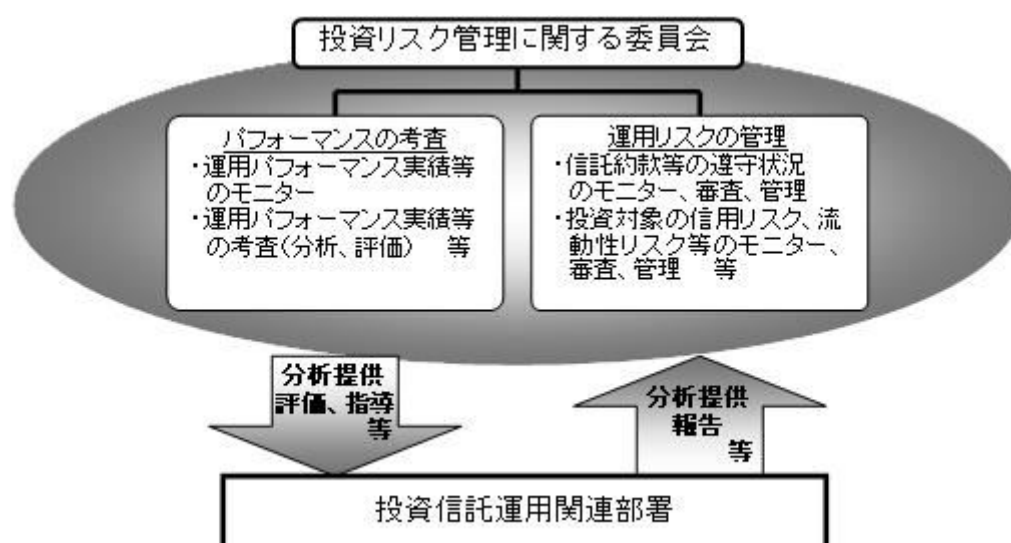 投資リスク管理に関する委員会
パフォーマンスの考査
・運用パフォーマンス実績等
のモニター
・運用パフォーマンス実績等
の考査(分析、評価) 等
運用リスクの管理
・信託約款等の遵守状況
のモニター、審査、管理
・投資対象の信用リスク、流
動性リスク等のモニター、
審査、管理 等
分析提供
評価、指導
等
分析提供
報告
等
投資信託運用関連部署